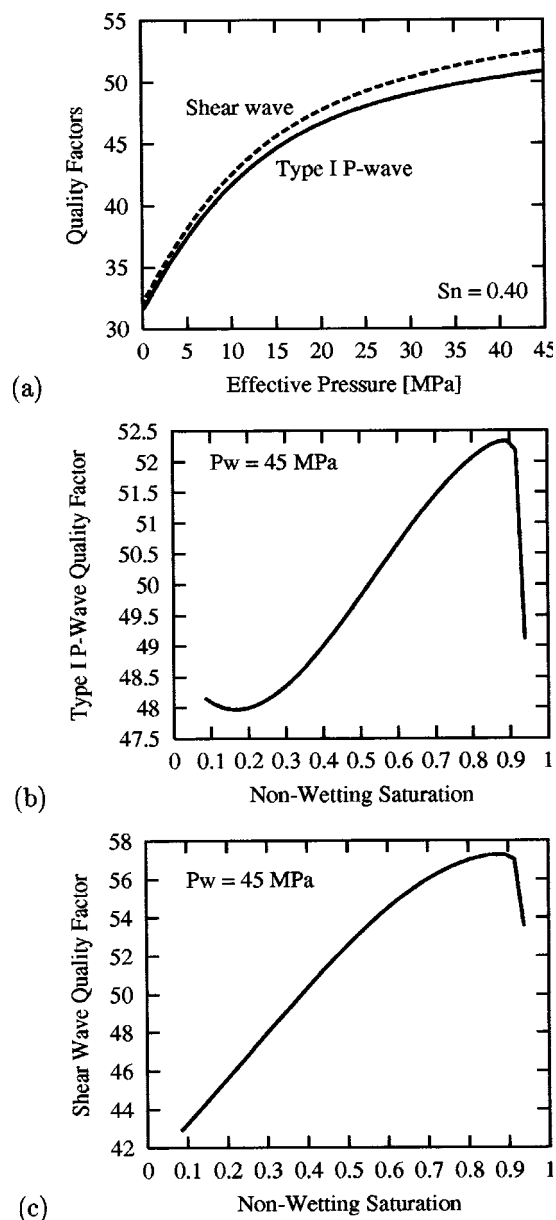 55
50
45
40
35
30
Quality Factors
Shear wave
Type I P-wave
Sn = 0.40
0 5 10 15 20 25 30 35 40 45
Effective Pressure [MPa]
(a)
52.5
52
51.5
51
50.5
50
49.5
49
48.5
48
47.5
Type I P-Wave Quality Factor
Pw = 45 MPa
0 0.1 0.2 0.3 0.4 0.5 0.6 0.7 0.8 0.9 1
Non-Wetting Saturation
(b)
58
56
54
52
50
48
46
44
42
Shear Wave Quality Factor
Pw = 45 MPa
0 0.1 0.2 0.3 0.4 0.5 0.6 0.7 0.8 0.9 1
Non-Wetting Saturation
(c)